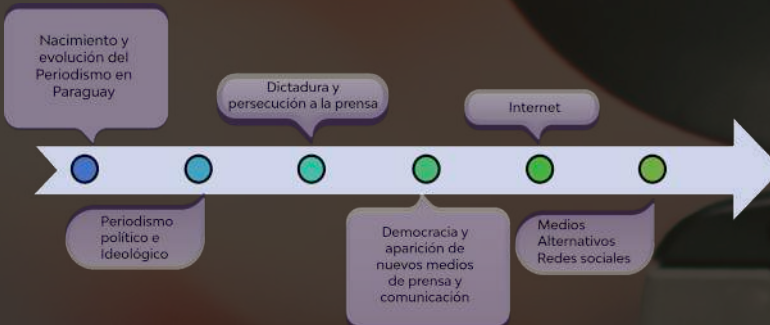 Nacimiento y
evolución del
Periodismo en
Paraguay
Periodismo
político e
Ideológico
Dictadura y
persecución a la prensa
Democracia y
aparición de
nuevos medios
de prensa y
comunicación
Internet
Medios
Alternativos
Redes sociales